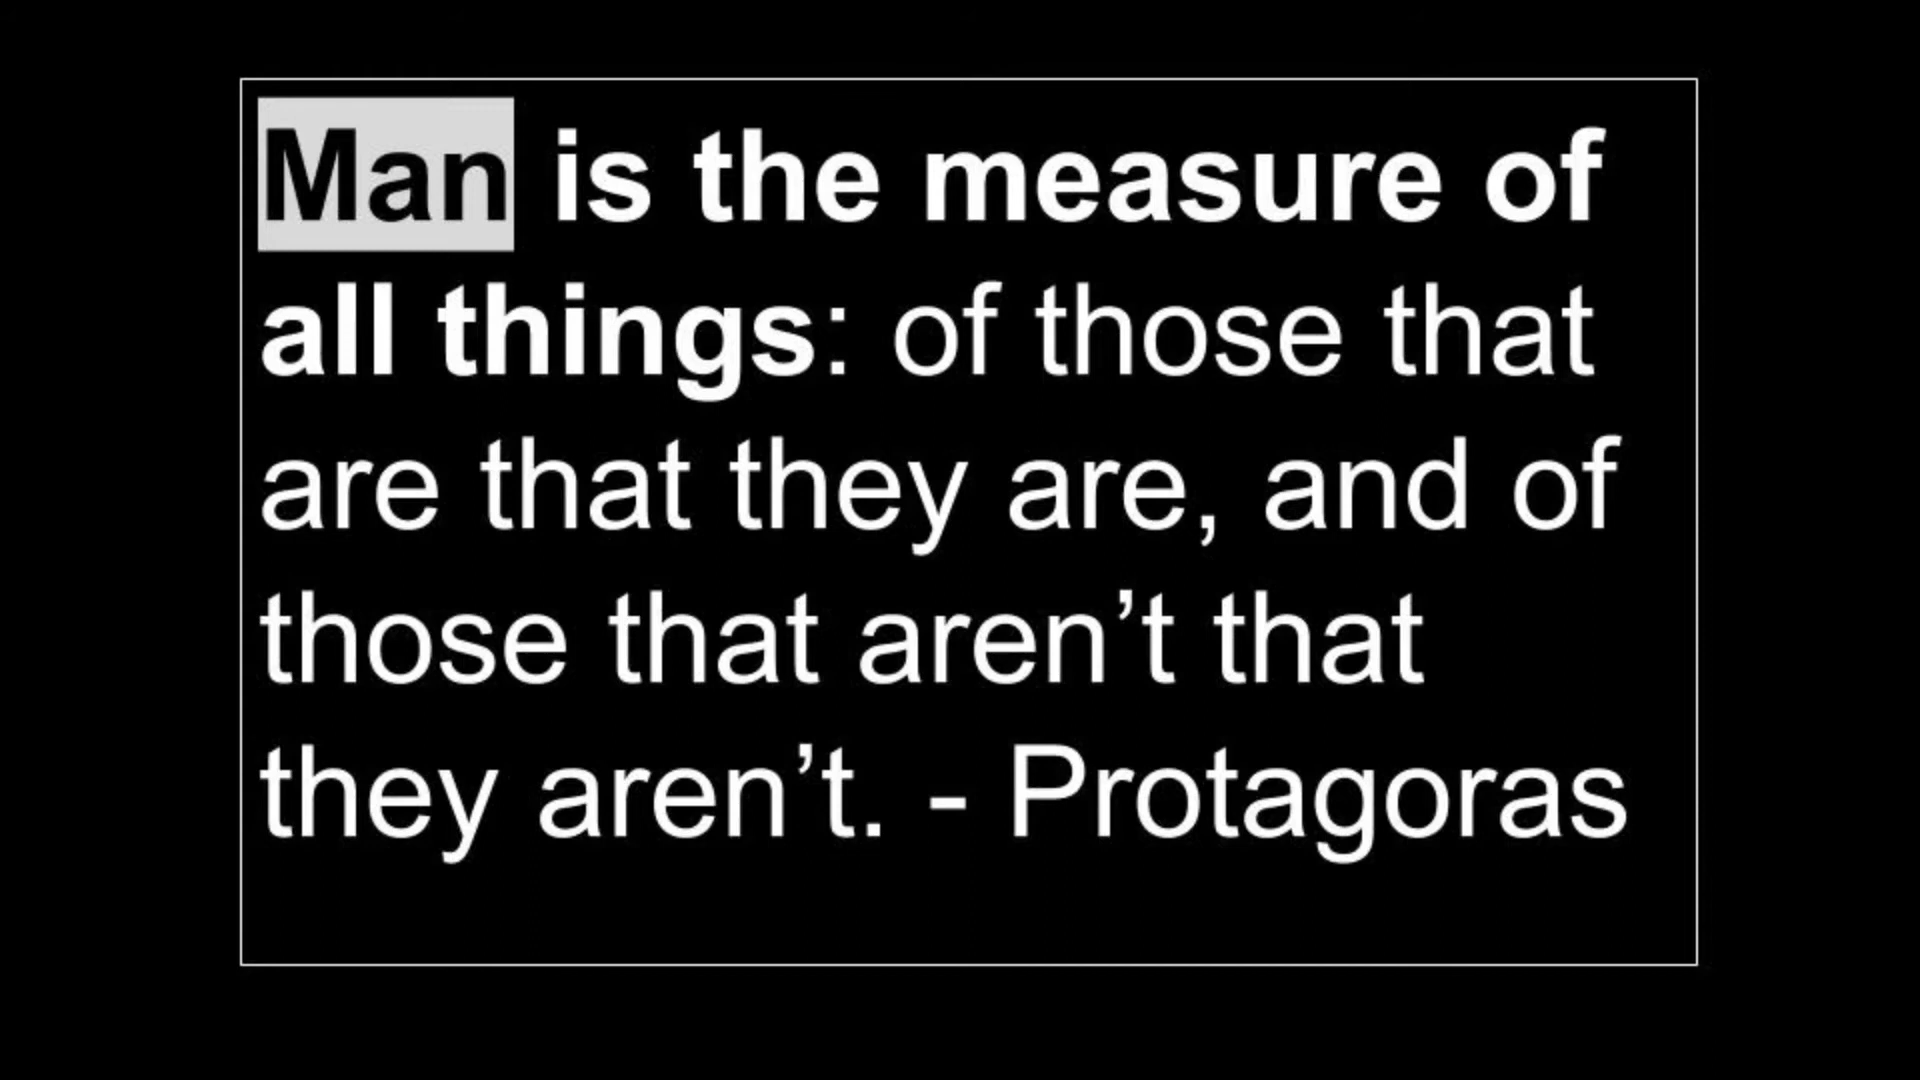 Man is the measure of
all things: of those that
are that they are, and of
those that aren’t that
they aren’t. - Protagoras